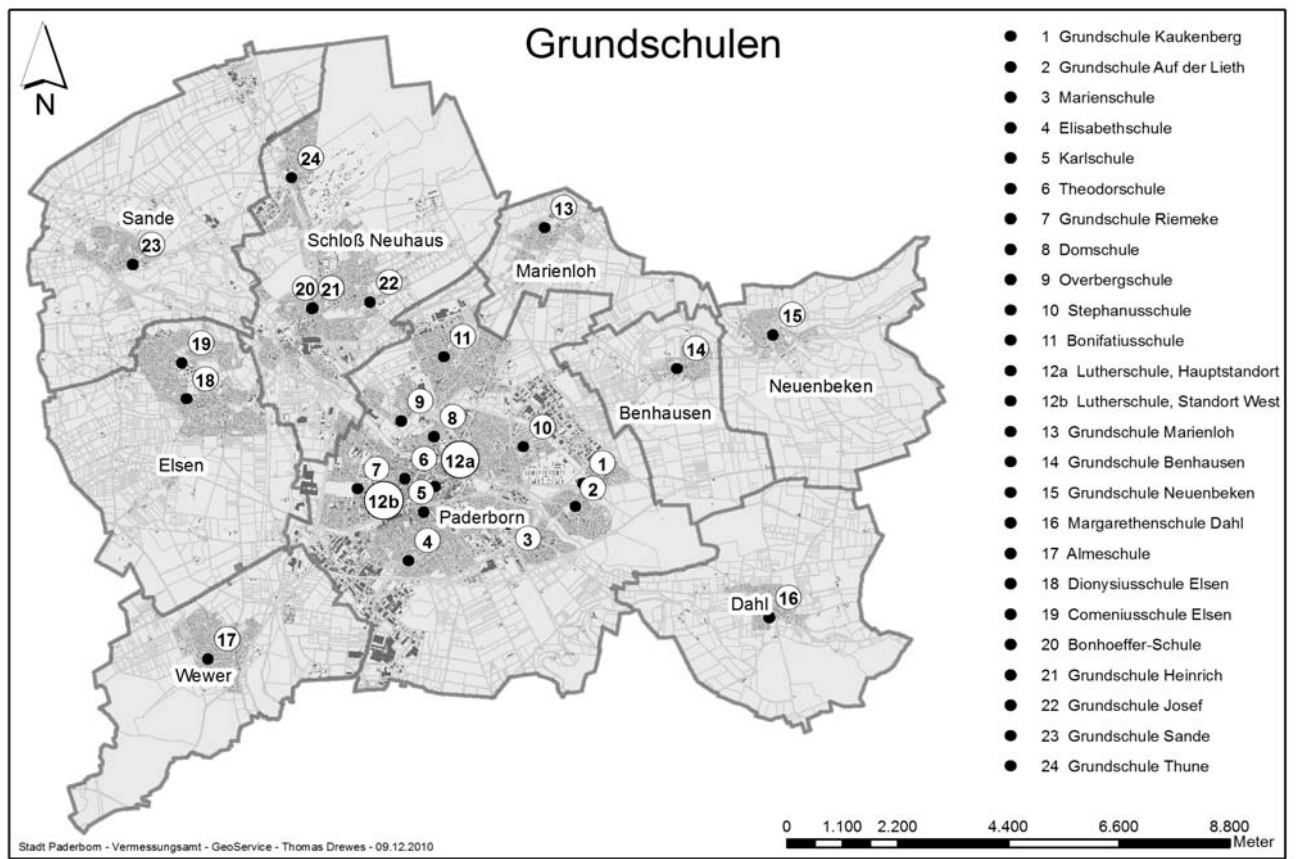 Grundschulen
N
1 Grundschule Kaukenberg
2 Grundschule Auf der Lieth
3 Marienschule
4 Elisabethschule
5 Karlschule
6 Theodorschule
7 Grundschule Riemeke
8 Domschule
9 Overbergschule
10 Stephanusschule
11 Bonifatiusschule
12a Lutherschule, Hauptstandort
12b Lutherschule, Standort West
13 Grundschule Marienloh
14 Grundschule Benhausen
15 Grundschule Neuenbeken
16 Margarethenschule Dahl
17 Almeschule
18 Dionysiusschule Elsen
19 Comeniusschule Elsen
20 Bonhoeffer-Schule
21 Grundschule Heinrich
22 Grundschule Josef
23 Grundschule Sande
24 Grundschule Thune
24
Sande
23
13
Schloß Neuhaus
Marienloh
20 21 22
15
19
11
14
18
Neuenbeken
Benhausen
9
8
10
Elsen
6
12a
7
1
12b
5
2
Paderborn
4
3
Dahl
16
17
Wewer
0 1.100 2.200 4.400 6.600 8.800
Meter
Stadt Paderborn - Vermessungsamt - GeoService - Thomas Drewes - 09.12.2010